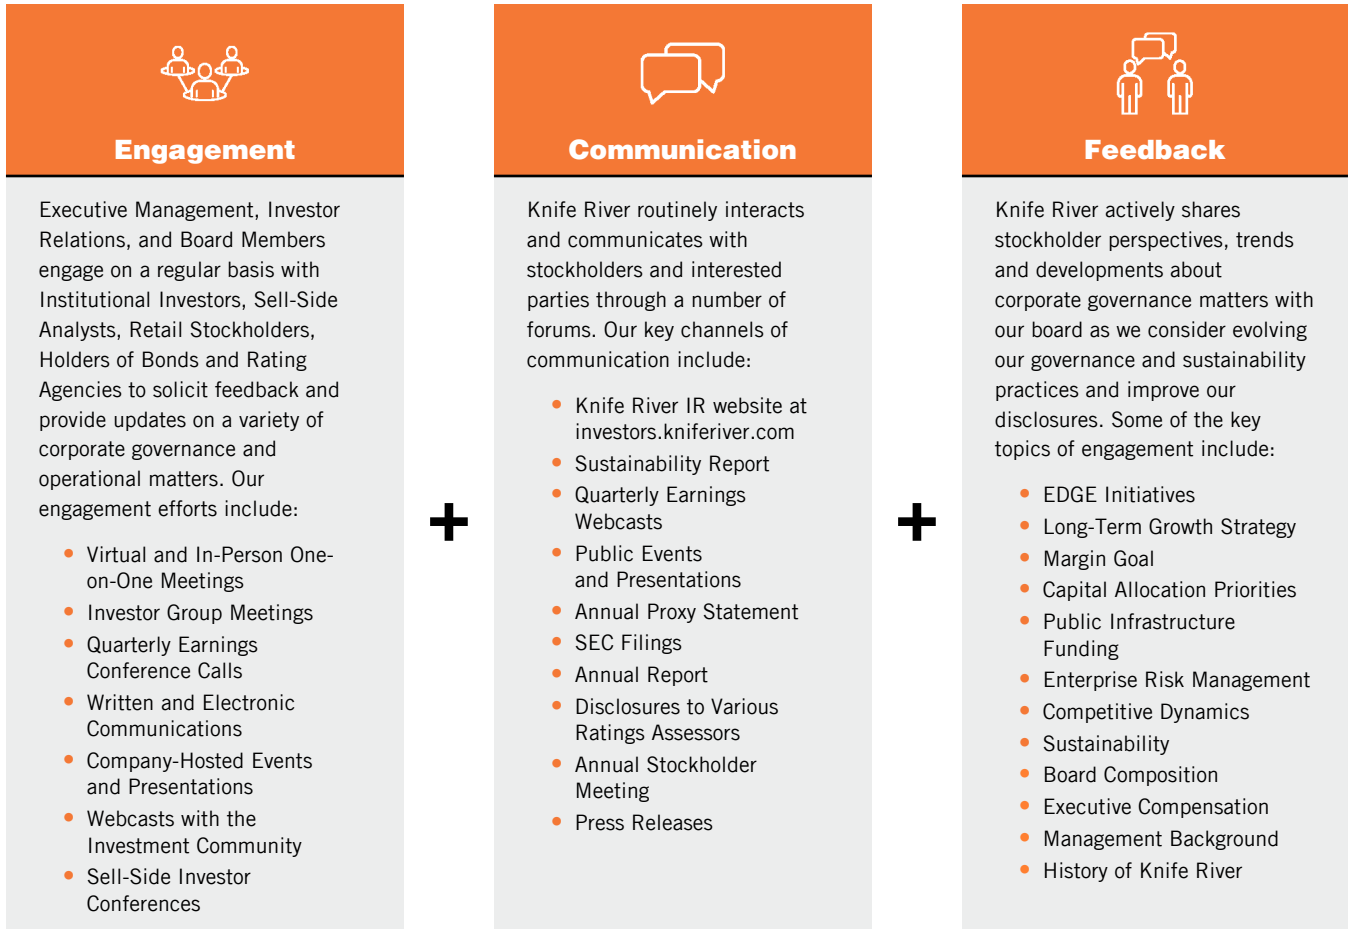 Engagement
Executive Management, Investor
Relations, and Board Members
engage on a regular basis with
Institutional Investors, Sell-Side
Analysts, Retail Stockholders,
Holders of Bonds and Rating
Agencies to solicit feedback and
provide updates on a variety of
corporate governance and
operational matters. Our
engagement efforts include:
• Virtual and In-Person One-
on-One Meetings
• Investor Group Meetings
• Quarterly Earnings
Conference Calls
• Written and Electronic
Communications
• Company-Hosted Events
and Presentations
• Webcasts with the
Investment Community
• Sell-Side Investor
Conferences
+
Communication
Knife River routinely interacts
and communicates with
stockholders and interested
parties through a number of
forums. Our key channels of
communication include:
• Knife River IR website at
investors.kniferiver.com
• Sustainability Report
• Quarterly Earnings
Webcasts
• Public Events
and Presentations
• Annual Proxy Statement
• SEC Filings
• Annual Report
• Disclosures to Various
Ratings Assessors
• Annual Stockholder
Meeting
• Press Releases
+
Feedback
Knife River actively shares
stockholder perspectives, trends
and developments about
corporate governance matters with
our board as we consider evolving
our governance and sustainability
practices and improve our
disclosures. Some of the key
topics of engagement include:
• EDGE Initiatives
• Long-Term Growth Strategy
• Margin Goal
• Capital Allocation Priorities
• Public Infrastructure
Funding
• Enterprise Risk Management
• Competitive Dynamics
• Sustainability
• Board Composition
• Executive Compensation
• Management Background
• History of Knife River